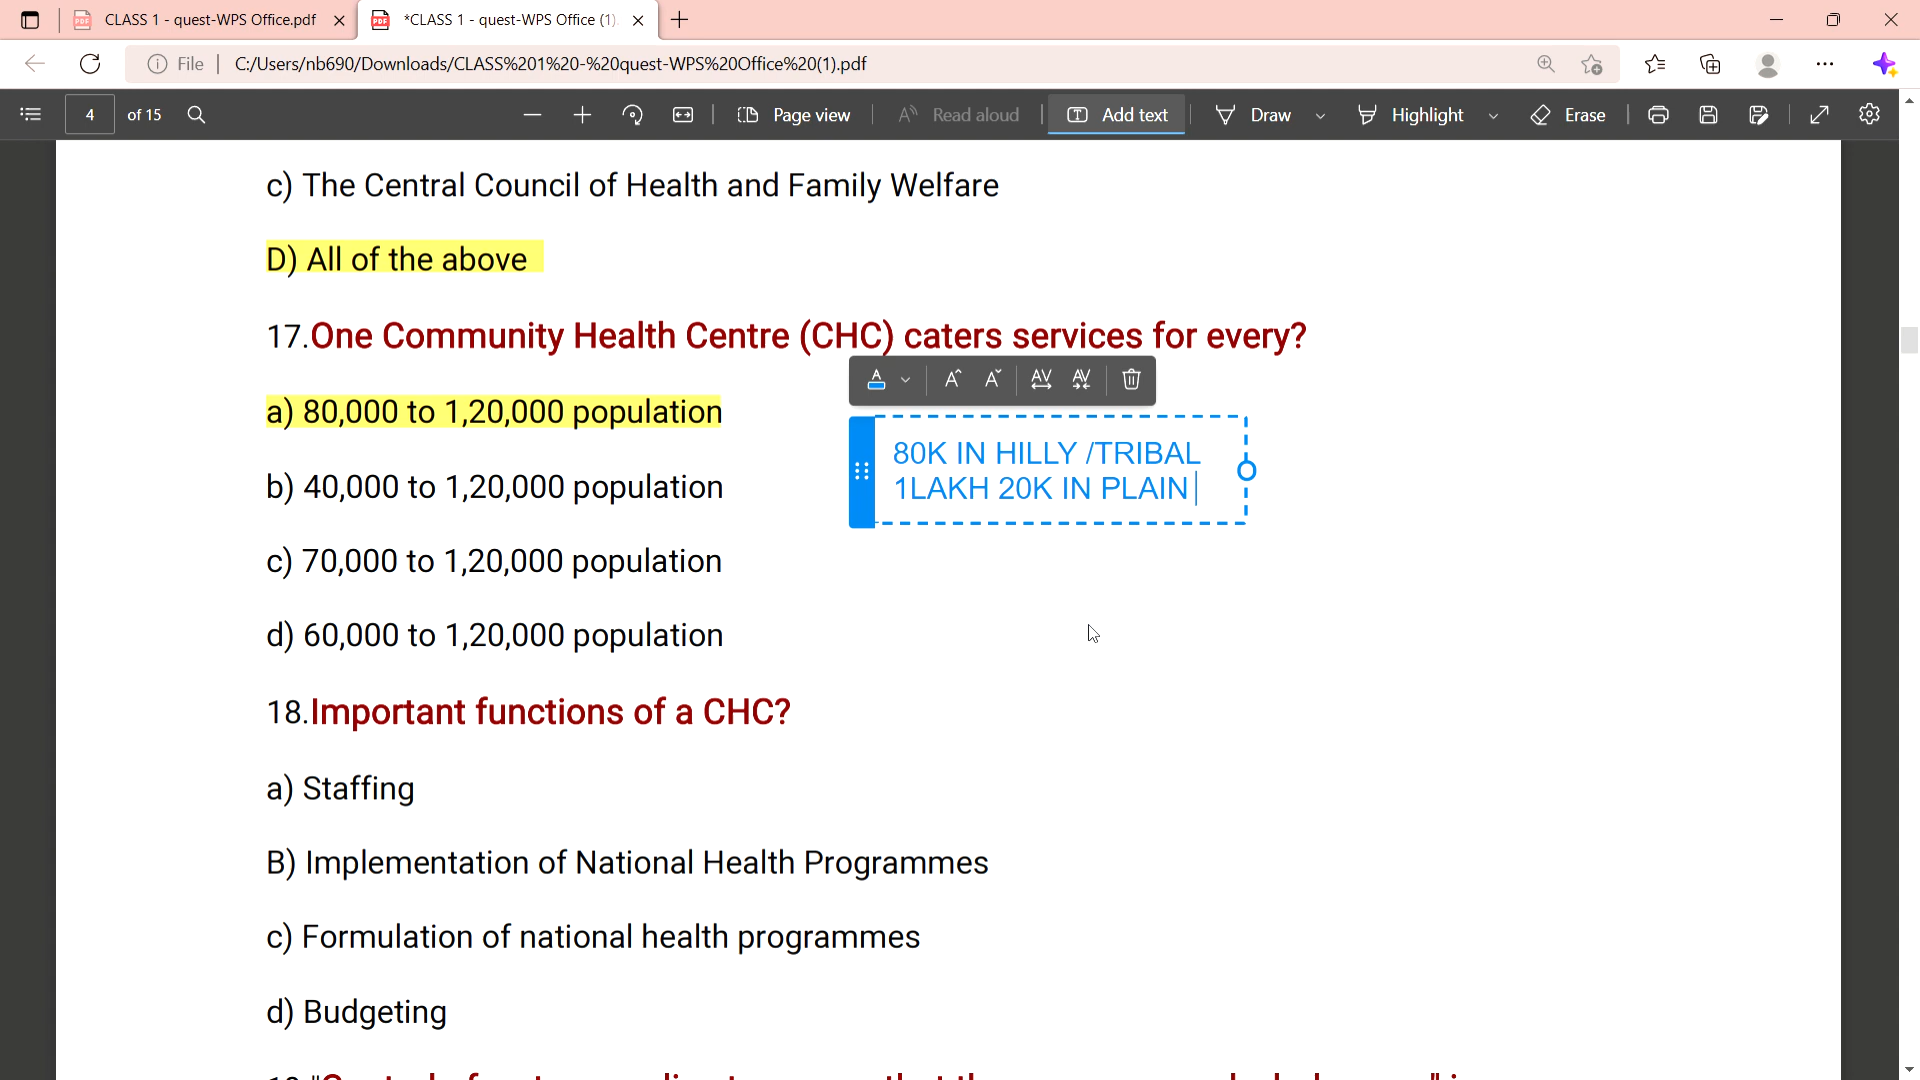 CLASS 1 - quest-WPS Office.pdf
*CLASS 1 - quest-WPS Office (1)
File
C:/Users/nb690/Downloads/CLASS%201%20-%20quest-WPS%20Office%20(1).pdf
4 of 15
Page view
Read aloud
Add text
Draw
Highlight
Erase
c) The Central Council of Health and Family Welfare
D) All of the above
17.One Community Health Centre (CHC) caters services for every?
a) 80,000 to 1,20,000 population
80K IN HILLY /TRIBAL
1LAKH 20K IN PLAIN
b) 40,000 to 1,20,000 population
c) 70,000 to 1,20,000 population
d) 60,000 to 1,20,000 population
18.Important functions of a CHC?
a) Staffing
B) Implementation of National Health Programmes
c) Formulation of national health programmes
d) Budgeting